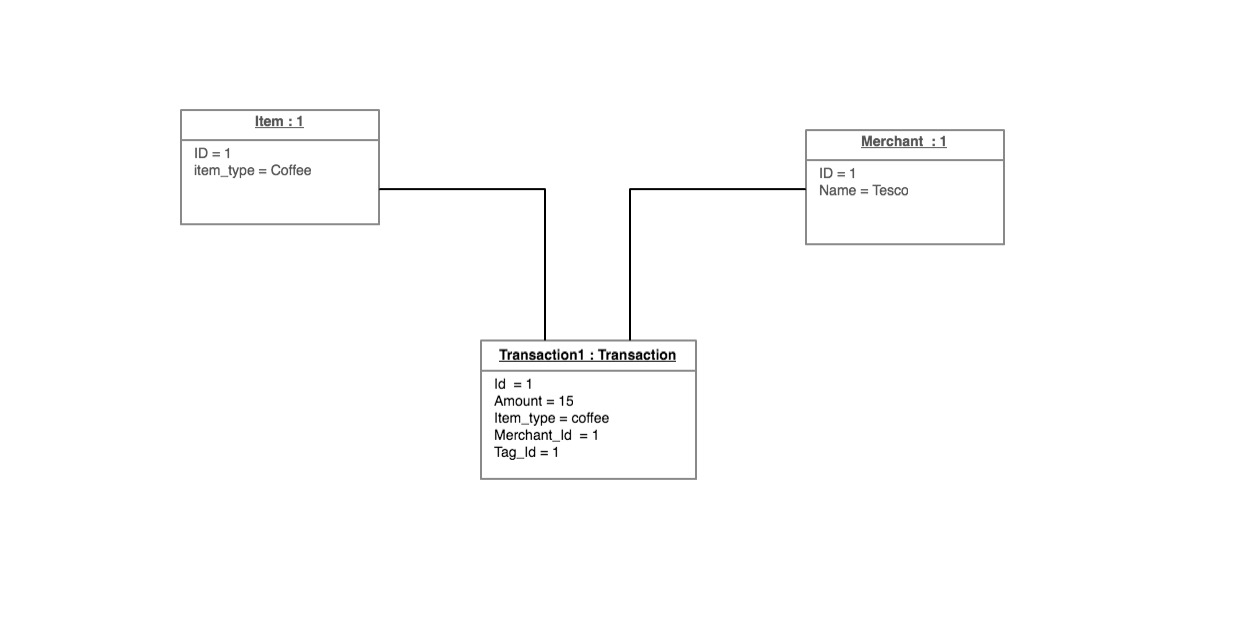 Item : 1
ID = 1
item_type = Coffee
Merchant  : 1
ID = 1
Name = Tesco
Transaction1 : Transaction
Id  = 1
Amount = 15
Item_type = coffee
Merchant_Id  = 1
Tag_Id = 1